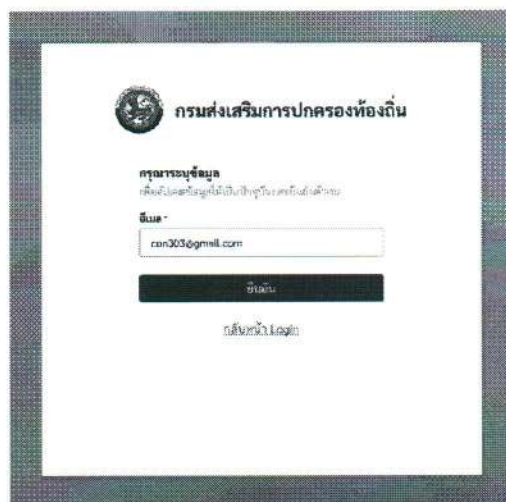 กรมส่งเสริมการปกครองท้องถิ่น
กรุณาระบุข้อมูล
อีเมล *
con303@gmail.com
ยืนยัน
กลับหน้า Login